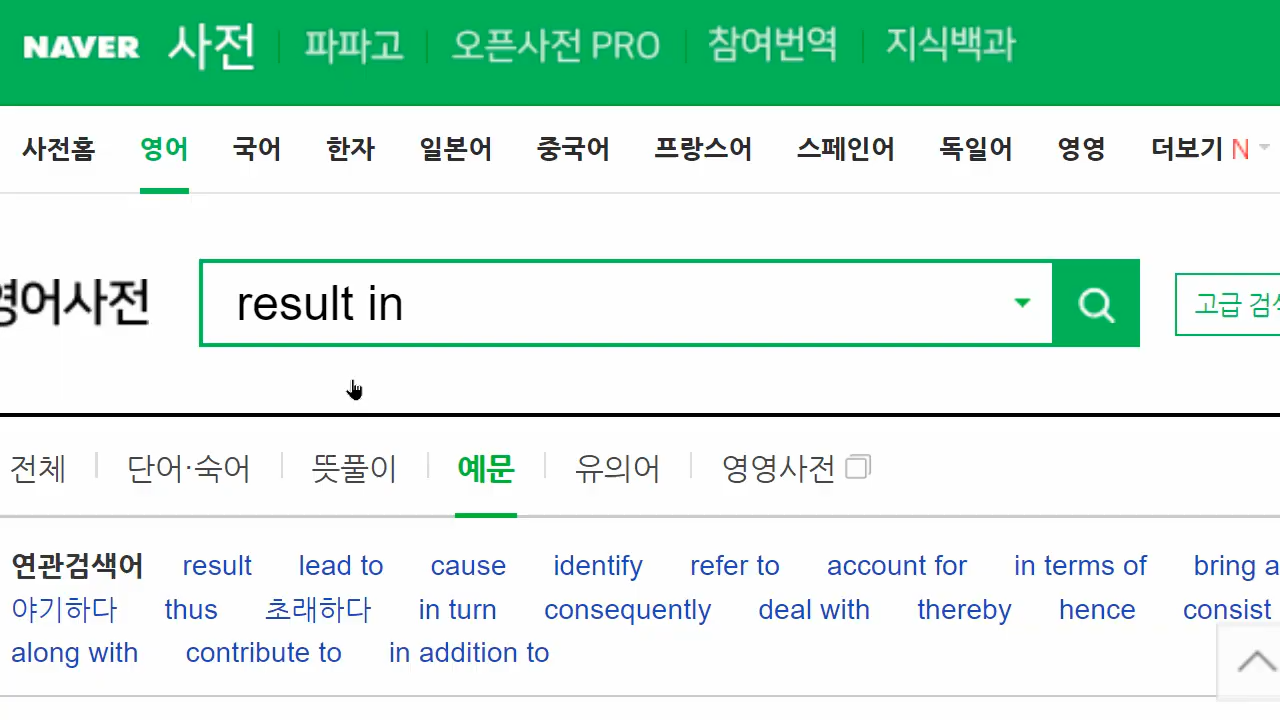 NAVER 사전 파파고 오픈사전 PRO 참여번역 지식백과
사전홈 영어 국어 한자 일본어 중국어 프랑스어 스페인어 독일어 영영 더보기 N
영어사전 result in 고급 검색
전체 단어·숙어 뜻풀이 예문 유의어 영영사전
연관검색어 result lead to cause identify refer to account for in terms of bring a
야기하다 thus 초래하다 in turn consequently deal with thereby hence consist
along with contribute to in addition to